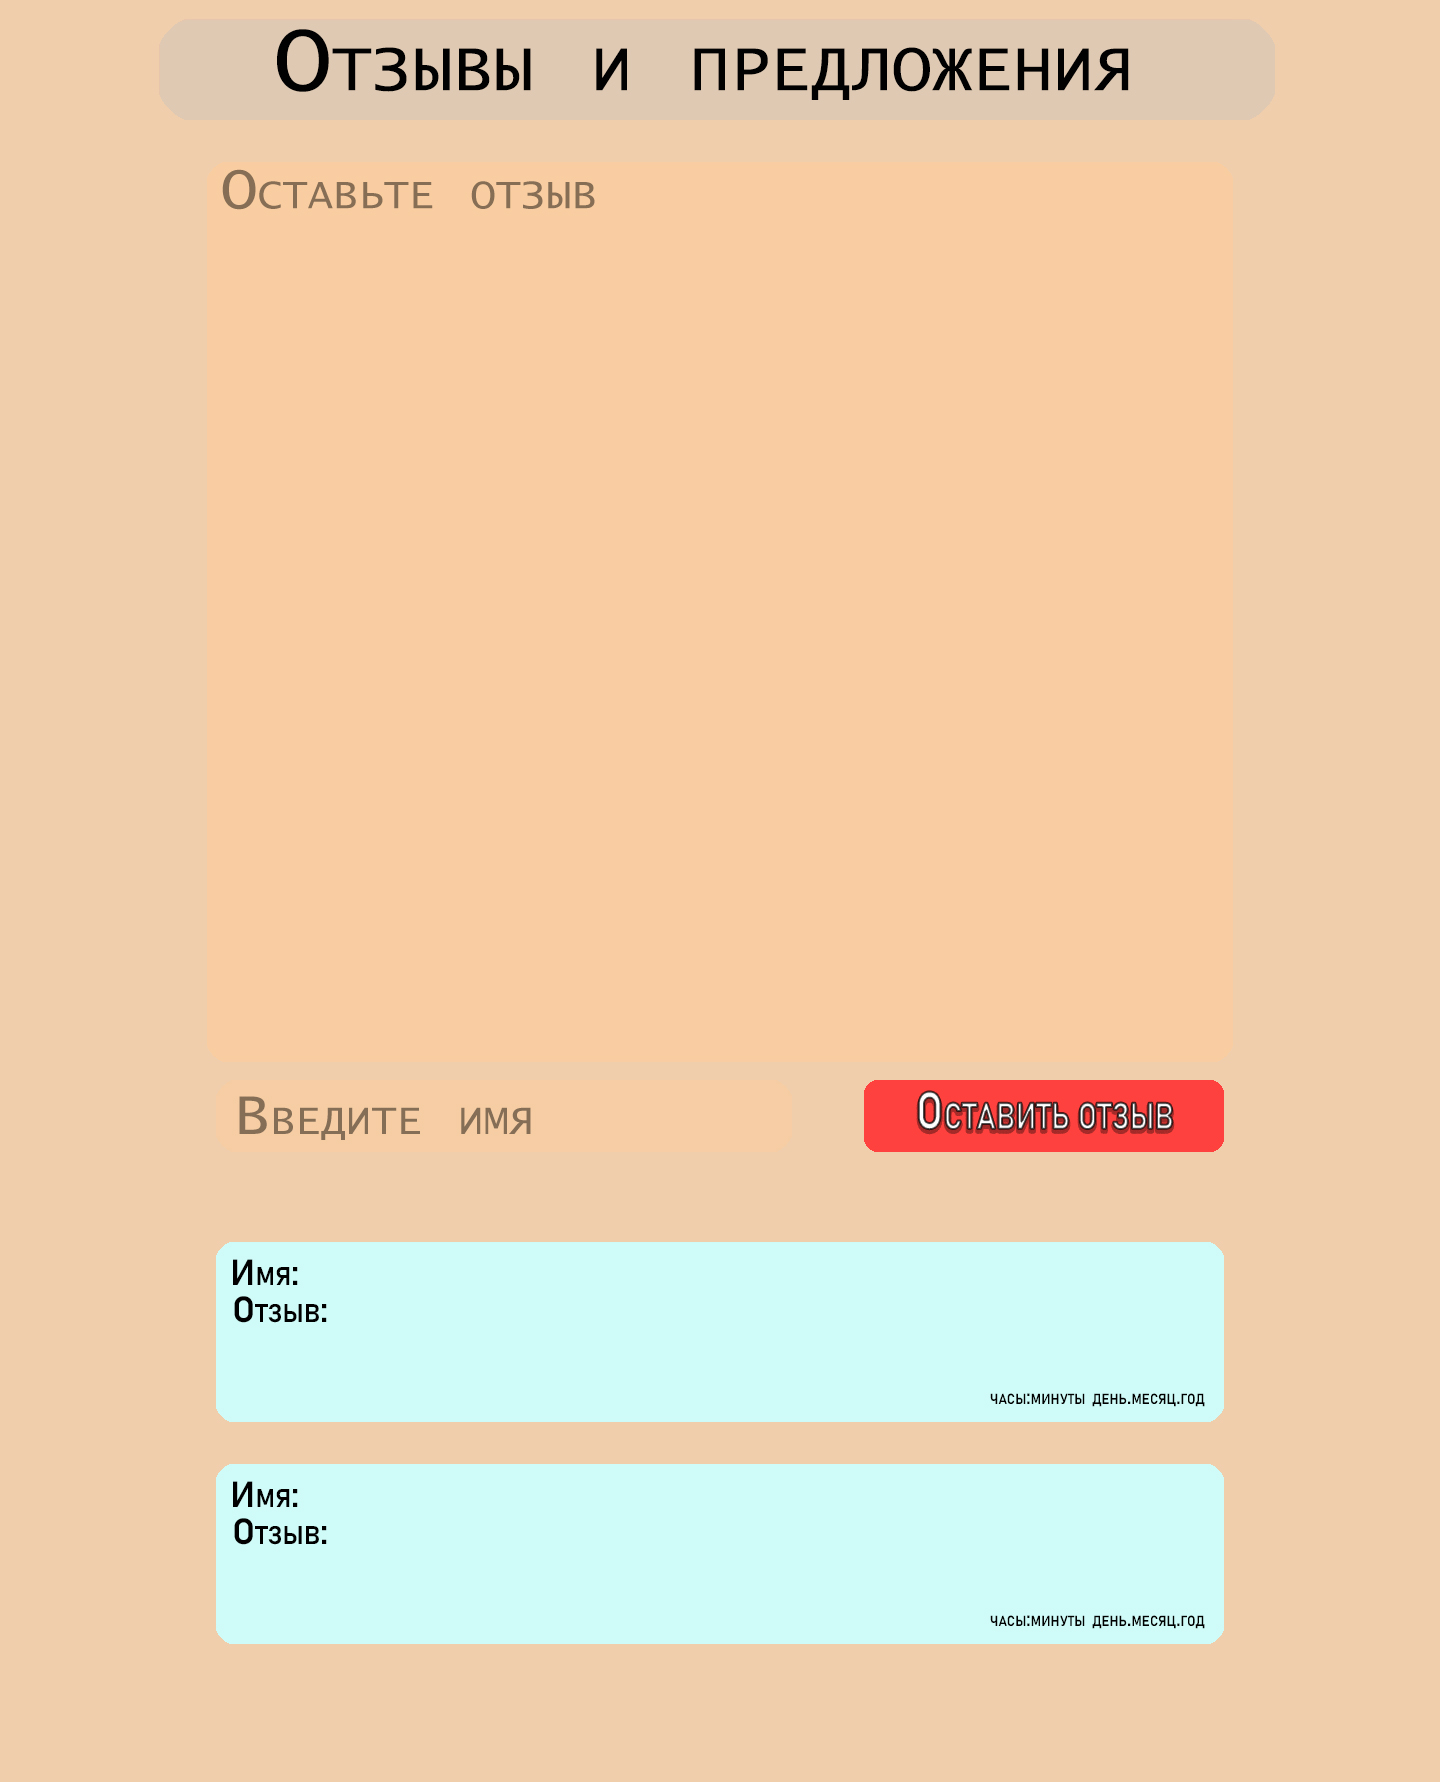 Отзывы и предложения
Оставьте отзыв
Введите имя
Оставить отзыв
Имя:
Отзыв:
часы:минуты день.месяц.год
Имя:
Отзыв:
часы:минуты день.месяц.год